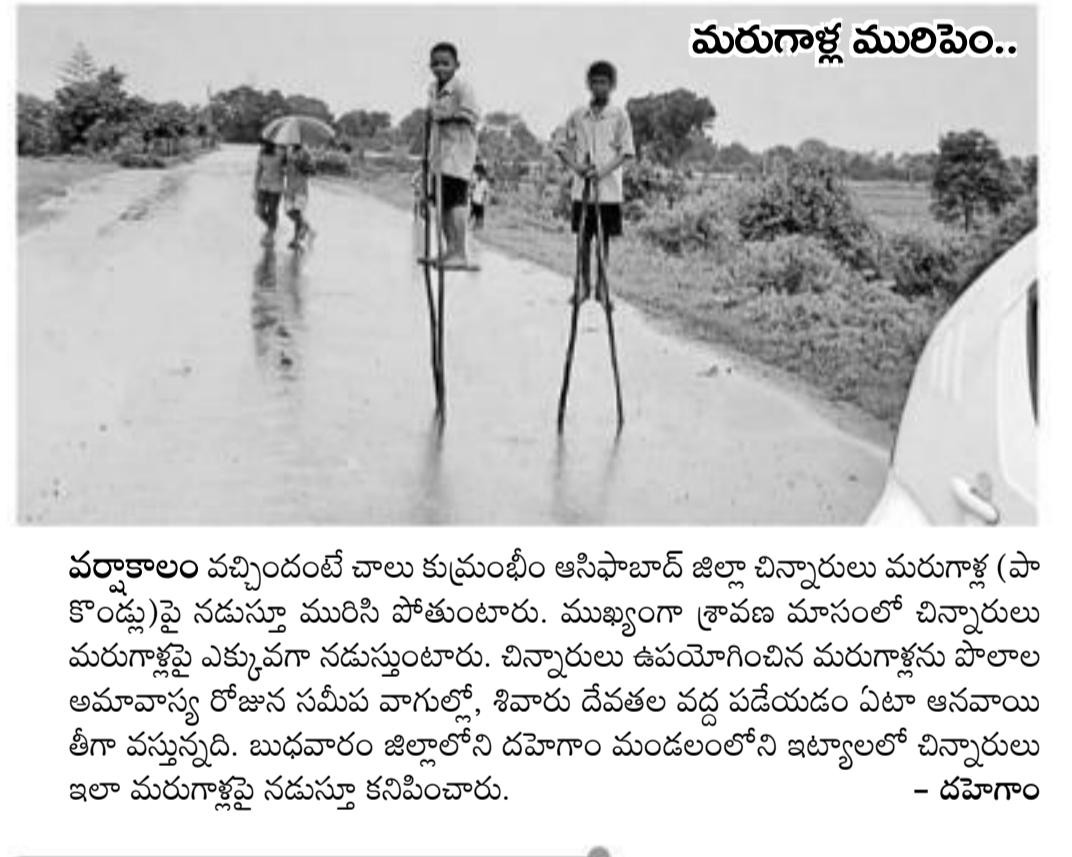 మరుగాళ్ల మురిపెం..
వర్షాకాలం వచ్చిందంటే చాలు కుమ్రంభీం ఆసిఫాబాద్ జిల్లా చిన్నారులు మరుగాళ్ల (పా
కొండ్లు)పై నడుస్తూ మురిసి పోతుంటారు. ముఖ్యంగా శ్రావణ మాసంలో చిన్నారులు
మరుగాళ్లపై ఎక్కువగా నడుస్తుంటారు. చిన్నారులు ఉపయోగించిన మరుగాళ్లను పొలాల
అమావాస్య రోజున సమీప వాగుల్లో, శివారు దేవతల వద్ద పడేయడం ఏటా ఆనవాయి
తీగా వస్తున్నది. బుధవారం జిల్లాలోని దహెగాం మండలంలోని ఇట్యాలలో చిన్నారులు
ఇలా మరుగాళ్లపై నడుస్తూ కనిపించారు. – దహెగాం